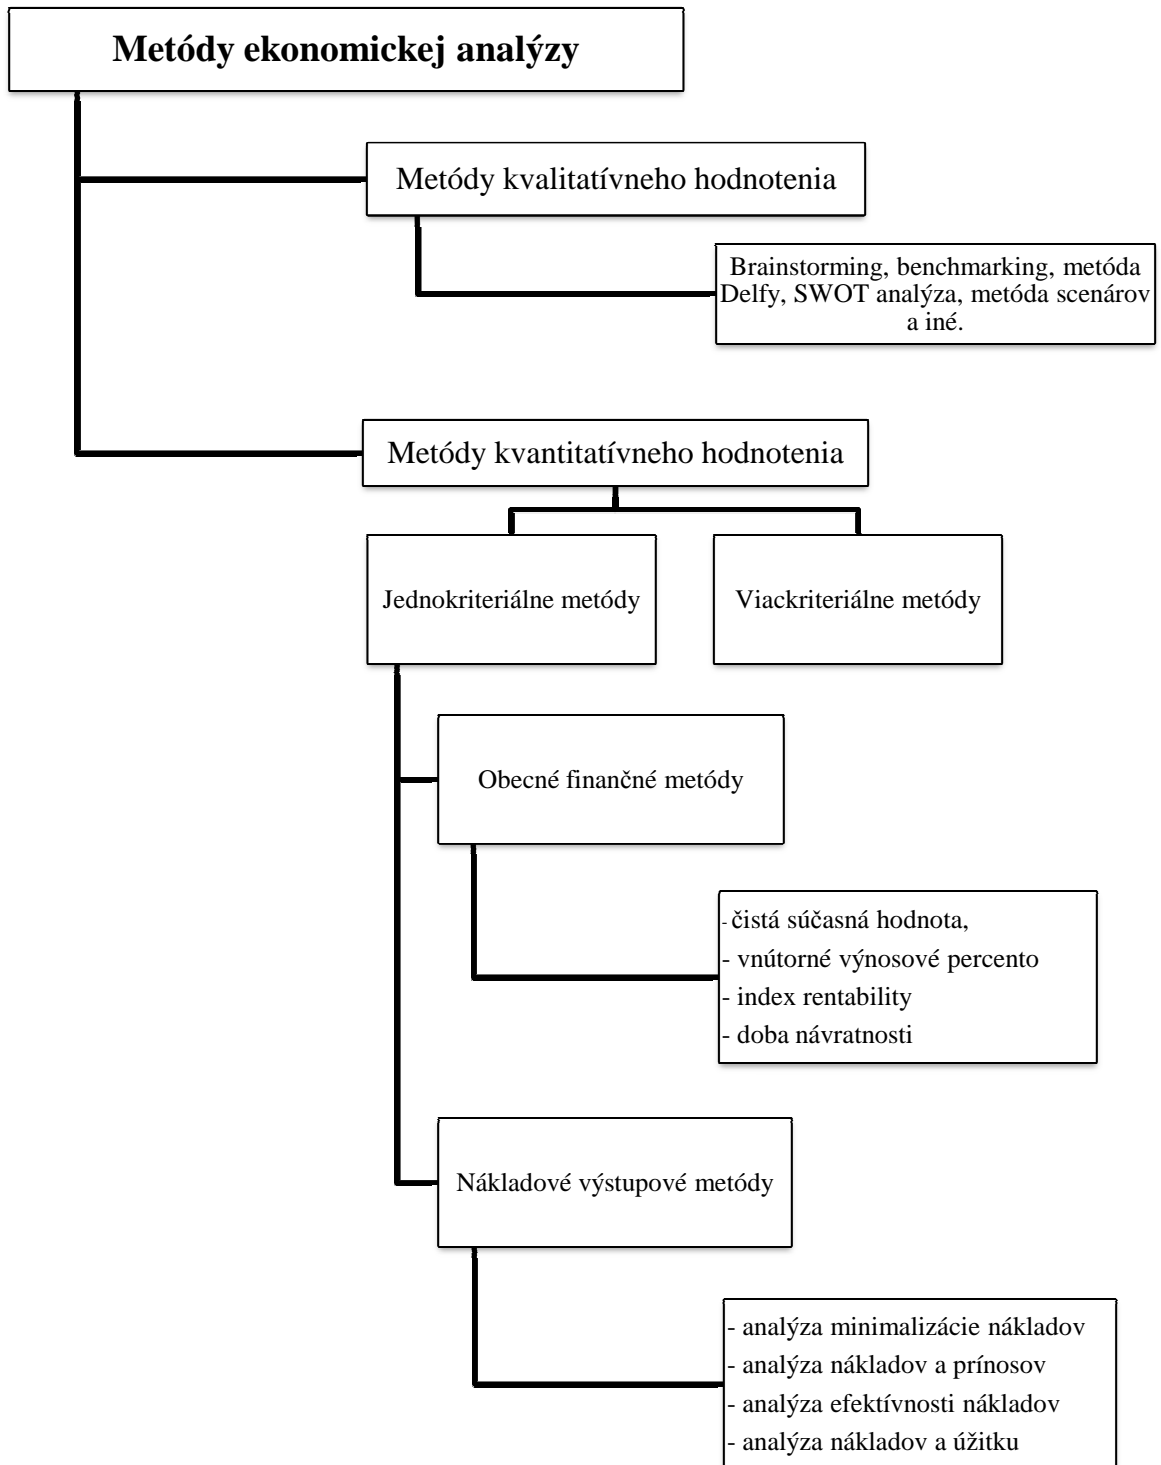 Metódy ekonomickej analýzy
Metódy kvalitatívneho hodnotenia
Brainstorming, benchmarking, metóda
Delfy, SWOT analýza, metóda scenárov
a iné.
Metódy kvantitatívneho hodnotenia
Jednokriteriálne metódy
Viackriteriálne metódy
Obecné finančné metódy
- čistá súčasná hodnota,
- vnútorné výnosové percento
- index rentability
- doba návratnosti
Nákladové výstupové metódy
- analýza minimalizácie nákladov
- analýza nákladov a prínosov
- analýza efektívnosti nákladov
- analýza nákladov a úžitku